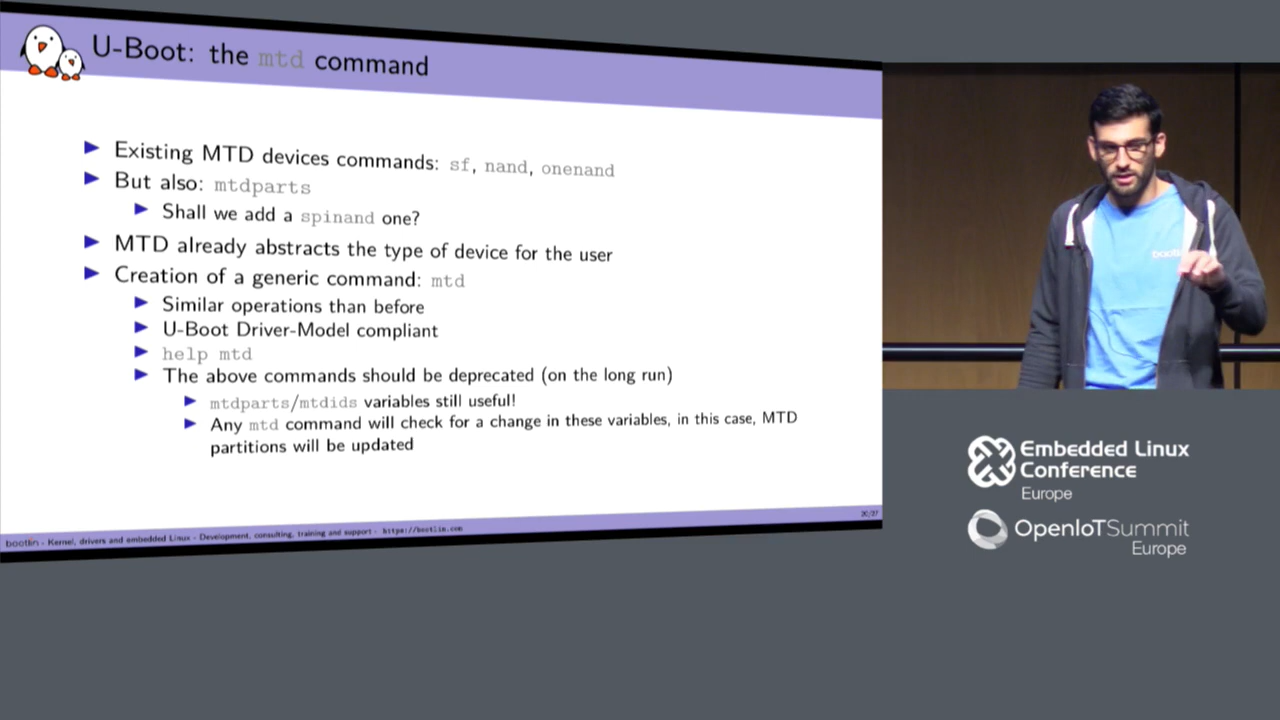 U-Boot: the mtd command
▶ Existing MTD devices commands: sf, nand, onenand
▶ But also: mtdparts
▶ Shall we add a spinand one?
▶ MTD already abstracts the type of device for the user
▶ Creation of a generic command: mtd
▶ Similar operations than before
▶ U-Boot Driver-Model compliant
▶ help mtd
▶ The above commands should be deprecated (on the long run)
▶ mtdparts/mtdids variables still useful!
▶ Any mtd command will check for a change in these variables, in this case, MTD
partitions will be updated
bootlin - Kernel, drivers and embedded Linux - Development, consulting, training and support - https://bootlin.com
20/27
bootl
Embedded Linux
Conference
Europe
OpenIoTSummit
Europe